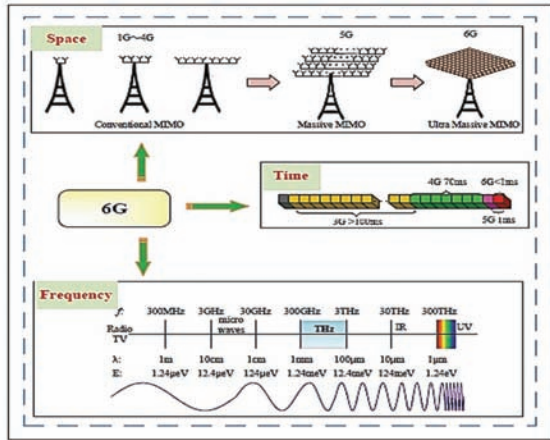 Space
1G~4G
5G
6G
Conventional MIMO
Massive MIMO
Ultra Massive MIMO
6G
Time
4G 70ms
6G<1ms
3G >100ms
5G 1ms
Frequency
f: 300MHz 3GHz 30GHz 300GHz 3THz 30THz 300THz
Radio TV micro waves THz IR UV
λ: 1m 10cm 1cm 1mm 100μm 10μm 1μm
E: 1.24μeV 12.4μeV 124μeV 1.24meV 12.4meV 124meV 1.24eV